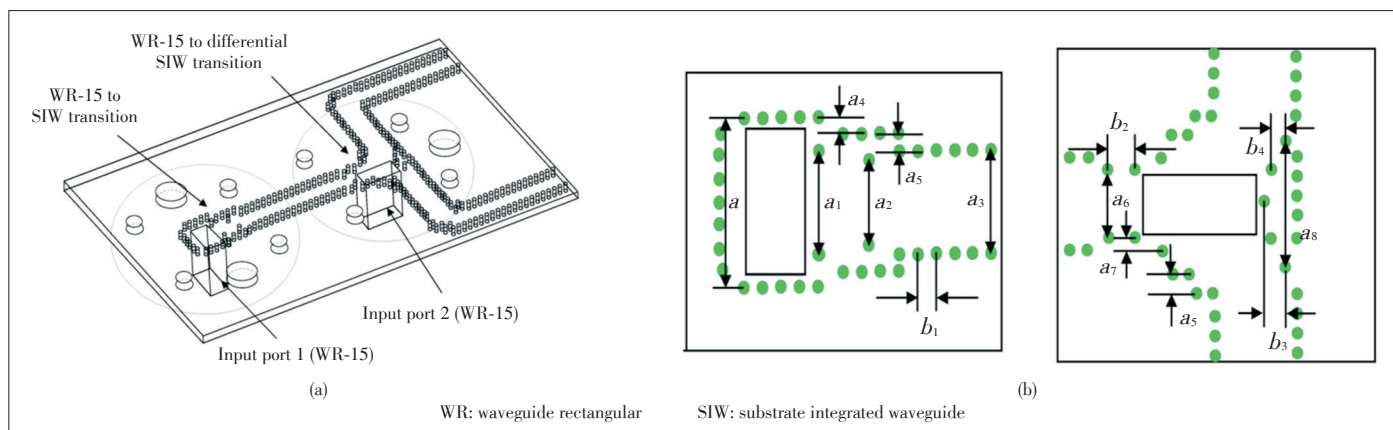 WR-15 to differential
SIW transition
WR-15 to
SIW transition
Input port 2 (WR-15)
Input port 1 (WR-15)
(a)
a
a4
a1
a2
a5
a3
b1
b2
b4
a6
a7
a8
a5
b3
(b)
WR: waveguide rectangular SIW: substrate integrated waveguide